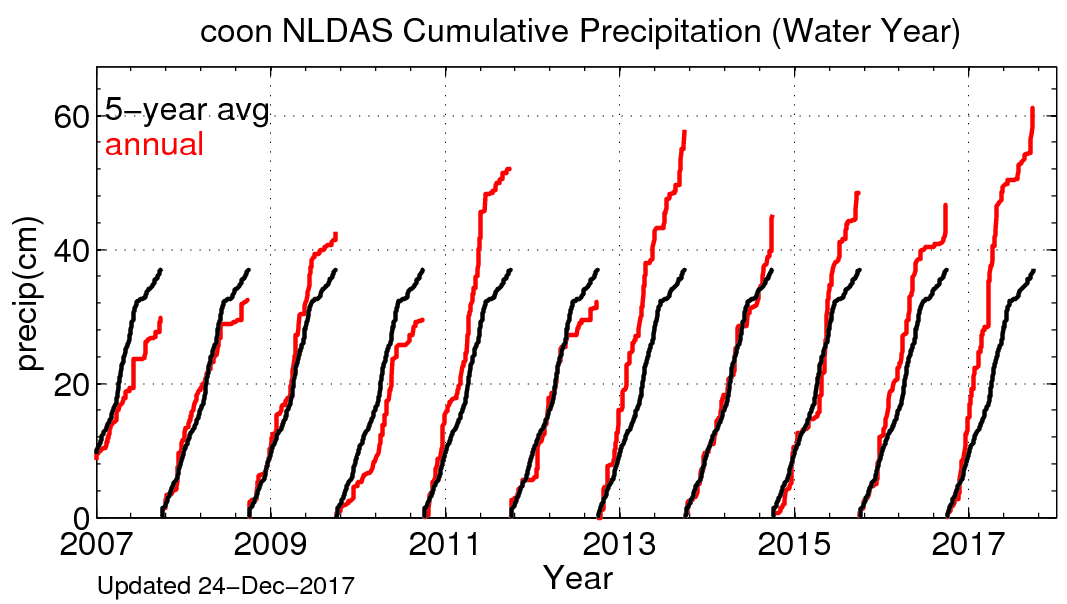 coon NLDAS Cumulative Precipitation (Water Year)
5−year avg
annual
60
40
20
0
precip(cm)
2007 2009 2011 2013 2015 2017
Year
Updated 24−Dec−2017